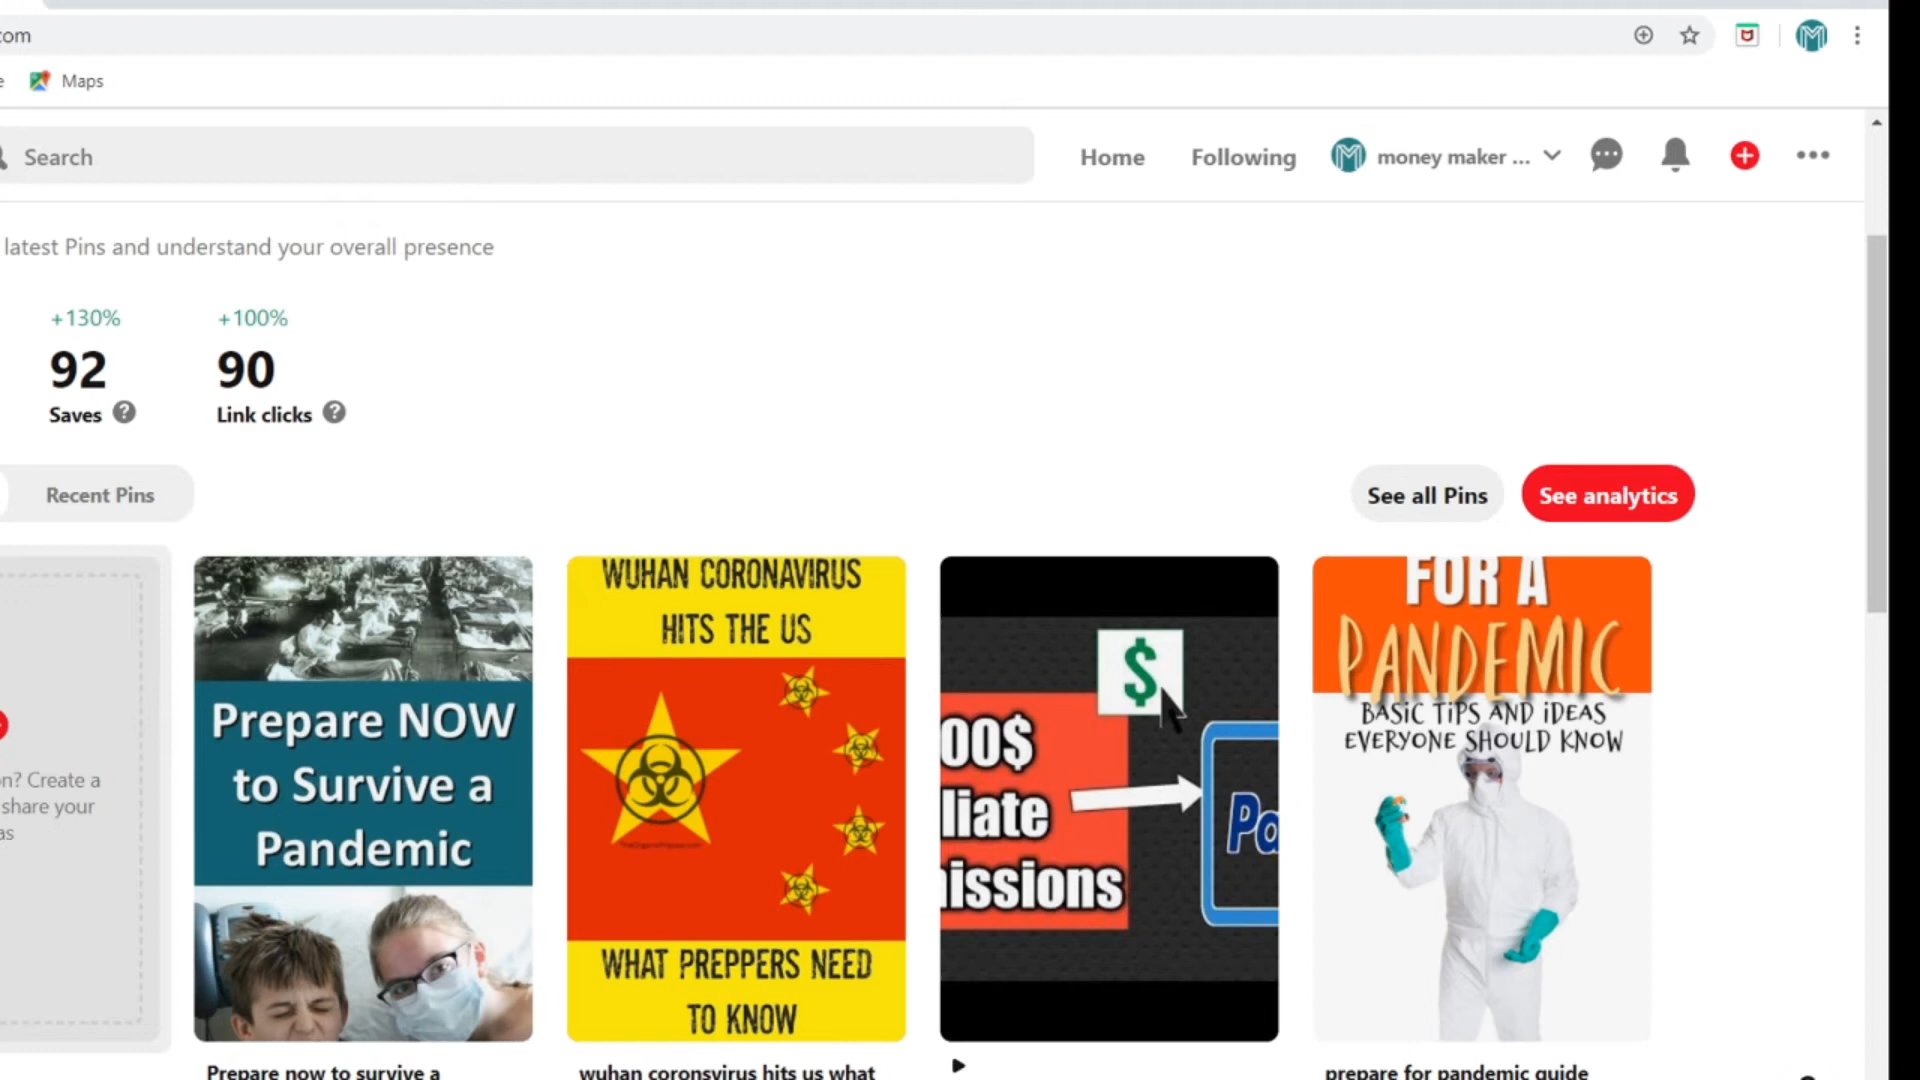 com
Maps
Search
Home
Following
money maker ...
latest Pins and understand your overall presence
+130%
+100%
92
90
Saves
Link clicks
Recent Pins
See all Pins
See analytics
n? Create a
share your
as
Prepare NOW
to Survive a
Pandemic
Prepare now to survive a
WUHAN CORONAVIRUS
HITS THE US
WHAT PREPPERS NEED
TO KNOW
wuhan coronsvirus hits us what
$
00$
liate
issions
Pa
FOR A
PANDEMIC
BASIC TIPS AND IDEAS
EVERYONE SHOULD KNOW
prepare for pandemic guide